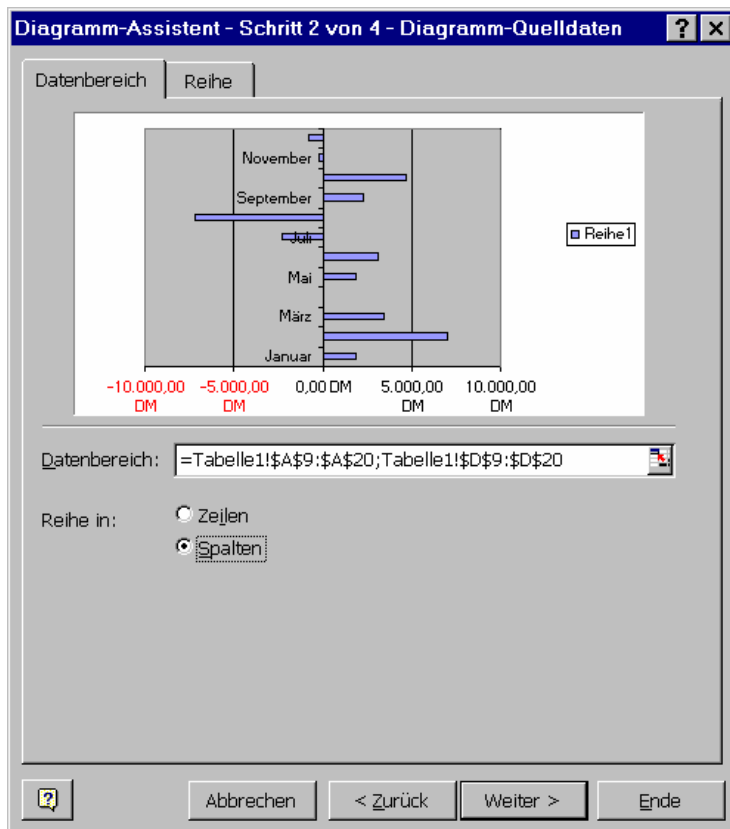 Diagramm-Assistent - Schritt 2 von 4 - Diagramm-Quelldaten
Datenbereich Reihe
November
September
Juli
Mai
März
Januar
Reihe1
-10.000,00 DM -5.000,00 DM 0,00 DM 5.000,00 DM 10.000,00 DM
Datenbereich: =Tabelle1!$A$9:$A$20;Tabelle1!$D$9:$D$20
Reihe in: Zeilen
Spalten
Abbrechen < Zurück Weiter > Ende